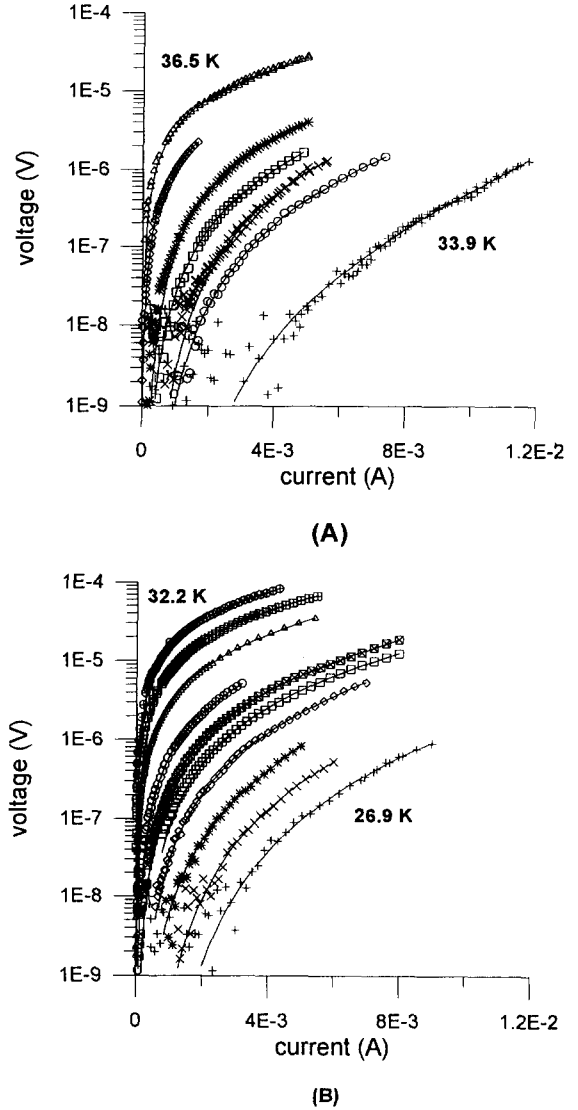 1E-4
36.5 K
1E-5
1E-6
voltage (V)
1E-7
33.9 K
1E-8
1E-9
0
4E-3
8E-3
1.2E-2
current (A)
(A)
1E-4
32.2 K
1E-5
1E-6
voltage (V)
1E-7
26.9 K
1E-8
1E-9
0
4E-3
8E-3
1.2E-2
current (A)
(B)